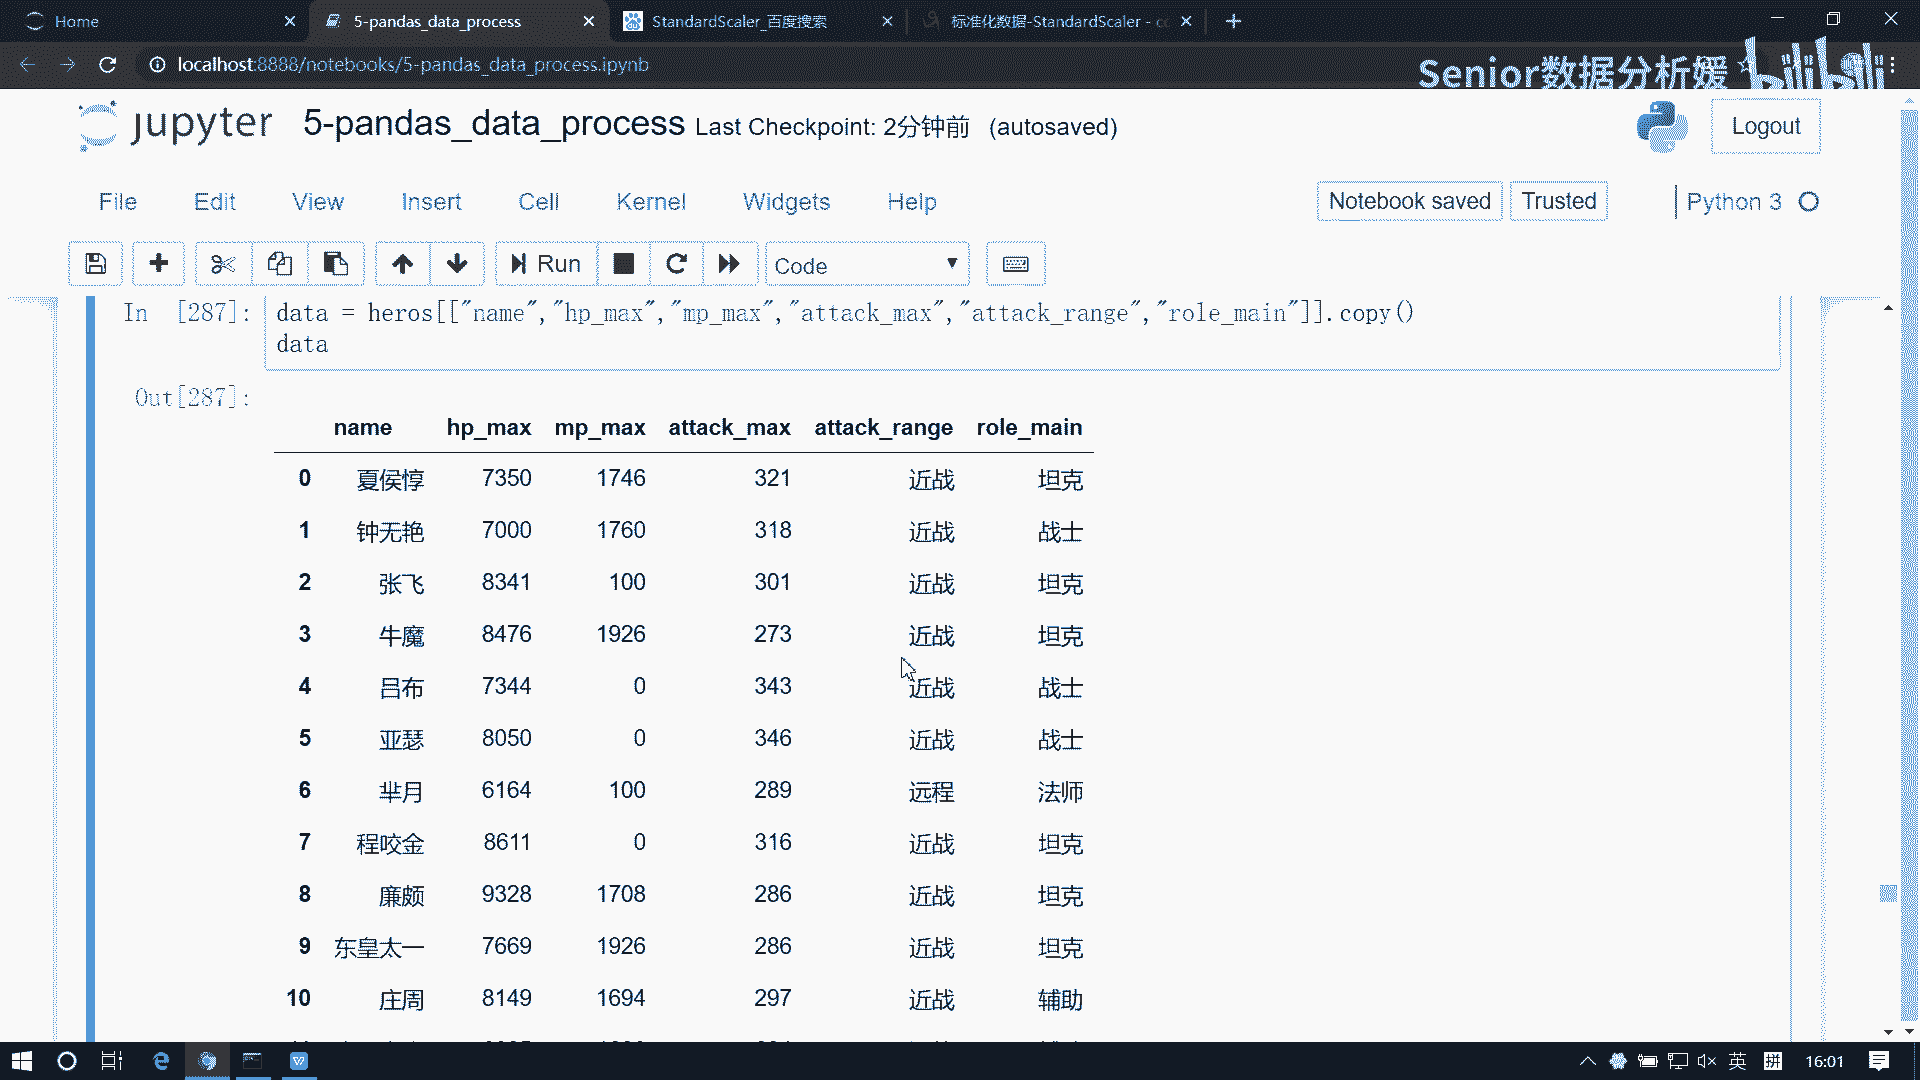 Home
5-pandas_data_process
StandardScaler_百度搜索
标准化数据-StandardScaler - cc
localhost:8888/notebooks/5-pandas_data_process.ipynb
Senior数据分析媛 bilibili
jupyter 5-pandas_data_process Last Checkpoint: 2分钟前 (autosaved)
Logout
File Edit View Insert Cell Kernel Widgets Help
Notebook saved Trusted Python 3
Run Code
In [287]: data = heros[["name","hp_max","mp_max","attack_max","attack_range","role_main"]].copy()
data
Out[287]:
name hp_max mp_max attack_max attack_range role_main
0 夏侯惇 7350 1746 321 近战 坦克
1 钟无艳 7000 1760 318 近战 战士
2 张飞 8341 100 301 近战 坦克
3 牛魔 8476 1926 273 近战 坦克
4 吕布 7344 0 343 近战 战士
5 亚瑟 8050 0 346 近战 战士
6 芈月 6164 100 289 远程 法师
7 程咬金 8611 0 316 近战 坦克
8 廉颇 9328 1708 286 近战 坦克
9 东皇太一 7669 1926 286 近战 坦克
10 庄周 8149 1694 297 近战 辅助
英 拼 16:01